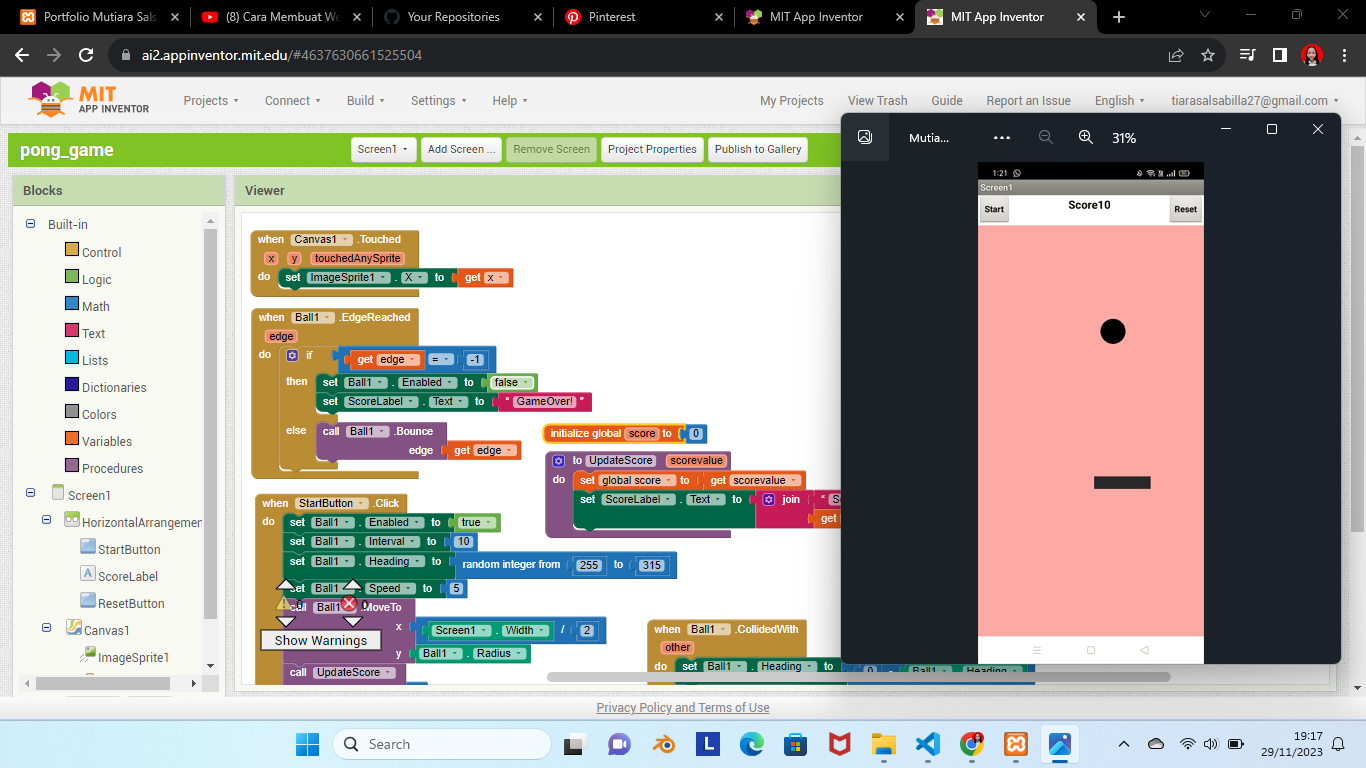 Portfolio Mutiara Sals
(8) Cara Membuat We
Your Repositories
Pinterest
MIT App Inventor
MIT App Inventor
ai2.appinventor.mit.edu/#4637630661525504
MIT
APP INVENTOR
Projects
Connect
Build
Settings
Help
My Projects
View Trash
Guide
Report an Issue
English
tiarasalsabilla27@gmail.com
pong_game
Screen1
Add Screen ...
Remove Screen
Project Properties
Publish to Gallery
Blocks
Built-in
Control
Logic
Math
Text
Lists
Dictionaries
Colors
Variables
Procedures
Screen1
HorizontalArrangemen
StartButton
ScoreLabel
ResetButton
Canvas1
ImageSprite1
Viewer
when Canvas1 .Touched
x y touchedAnySprite
do set ImageSprite1 . X to get x
when Ball1 .EdgeReached
edge
do if get edge = -1
then set Ball1 . Enabled to false
set ScoreLabel . Text to " GameOver! "
else call Ball1 .Bounce
edge get edge
initialize global score to 0
to UpdateScore scorevalue
do set global score to get scorevalue
set ScoreLabel . Text to join " S
get
when StartButton .Click
do set Ball1 . Enabled to true
set Ball1 . Interval to 10
set Ball1 . Heading to random integer from 255 to 315
set Ball1 . Speed to 5
call Ball1 .MoveTo
x Screen1 . Width / 2
y Ball1 . Radius
call UpdateScore
0
Show Warnings
when Ball1 .CollidedWith
other
do set Ball1 . Heading to 0 - Ball1 . Heading
Mutia...
31%
1:21
Screen1
Start
Score10
Reset
Privacy Policy and Terms of Use
Search
19:17
29/11/2023